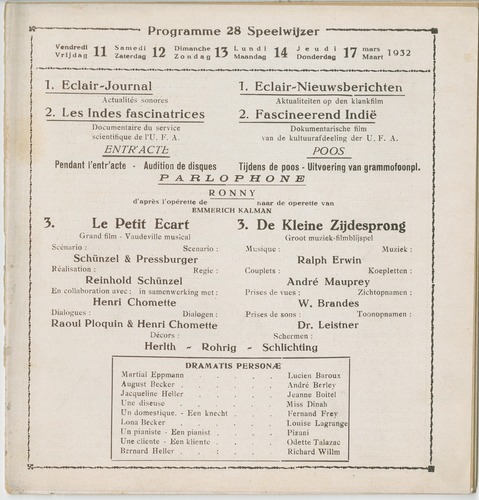 Programme 28 Speelwijzer
Vendredi Vrijdag 11 Samedi Zaterdag 12 Dimanche Zondag 13 Lundi Maandag 14 Jeudi Donderdag 17 mars Maart 1932
1. Eclair-Journal
Actualités sonores
2. Les Indes fascinatrices
Documentaire du service
scientifique de l'U. F. A.
ENTR'ACTE
Pendant l'entr'acte - Audition de disques
1. Eclair-Nieuwsberichten
Aktualiteiten op den klankfilm
2. Fascineerend Indië
Dokumentarische film
van de kultuurafdeeling der U. F. A.
POOS
Tijdens de poos - Uitvoering van grammofoonpl.
PARLOPHONE
RONNY
d'après l'opérette de naar de operette van
EMMERICH KALMAN
3. Le Petit Ecart
Grand film - Vaudeville musical
Scénario : Scenario :
Schünzel & Pressburger
Réalisation : Regie :
Reinhold Schünzel
En collaboration avec : in samenwerking met :
Henri Chomette
Dialogues : Dialogen :
Raoul Ploquin & Henri Chomette
3. De Kleine Zijdesprong
Groot muziek-filmblijspel
Musique : Muziek :
Ralph Erwin
Couplets : Koepletten :
André Mauprey
Prises de vues : Zichtopnamen :
W. Brandes
Prises de sons : Toonopnamen :
Dr. Leistner
Décors : Schermen :
Herlth - Rohrig - Schlichting
DRAMATIS PERSONÆ
Martial Eppmann . . . . . Lucien Baroux
August Becker . . . . . André Berley
Jacqueline Heller . . . . . Jeanne Boitel
Une diseuse . . . . . Miss Dinah
Un domestique. - Een knecht . . . . Fernand Frey
Lona Becker . . . . . Louise Lagrange
Un pianiste - Een pianist . . . . Pizani
Une cliente - Een kliente . . . . Odette Talazac
Bernard Heller . . . . . Richard Willm